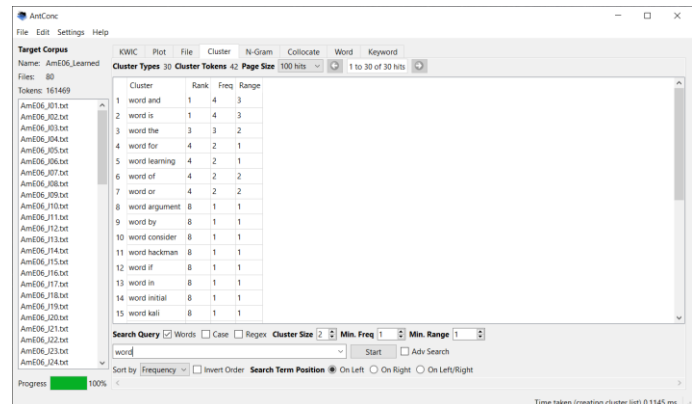 AntConc
File Edit Settings Help
Target Corpus
Name: AmE06_Learned
Files: 80
Tokens: 161469
AmE06_J01.txt
AmE06_J02.txt
AmE06_J03.txt
AmE06_J04.txt
AmE06_J05.txt
AmE06_J06.txt
AmE06_J07.txt
AmE06_J08.txt
AmE06_J09.txt
AmE06_J10.txt
AmE06_J11.txt
AmE06_J12.txt
AmE06_J13.txt
AmE06_J14.txt
AmE06_J15.txt
AmE06_J16.txt
AmE06_J17.txt
AmE06_J18.txt
AmE06_J19.txt
AmE06_J20.txt
AmE06_J21.txt
AmE06_J22.txt
AmE06_J23.txt
AmE06_J24.txt
Progress 100%
KWIC Plot File Cluster N-Gram Collocate Word Keyword
Cluster Types 30 Cluster Tokens 42 Page Size 100 hits 1 to 30 of 30 hits
Cluster Rank Freq Range
1 word and 1 4 3
2 word is 1 4 3
3 word the 3 3 2
4 word for 4 2 1
5 word learning 4 2 1
6 word of 4 2 2
7 word or 4 2 2
8 word argument 8 1 1
9 word by 8 1 1
10 word consider 8 1 1
11 word hackman 8 1 1
12 word if 8 1 1
13 word in 8 1 1
14 word initial 8 1 1
15 word kali 8 1 1
Search Query Words Case Regex Cluster Size 2 Min. Freq 1 Min. Range 1
word Start Adv Search
Sort by Frequency Invert Order Search Term Position On Left On Right On Left/Right
Time taken (creating cluster list) 0.1145 ms